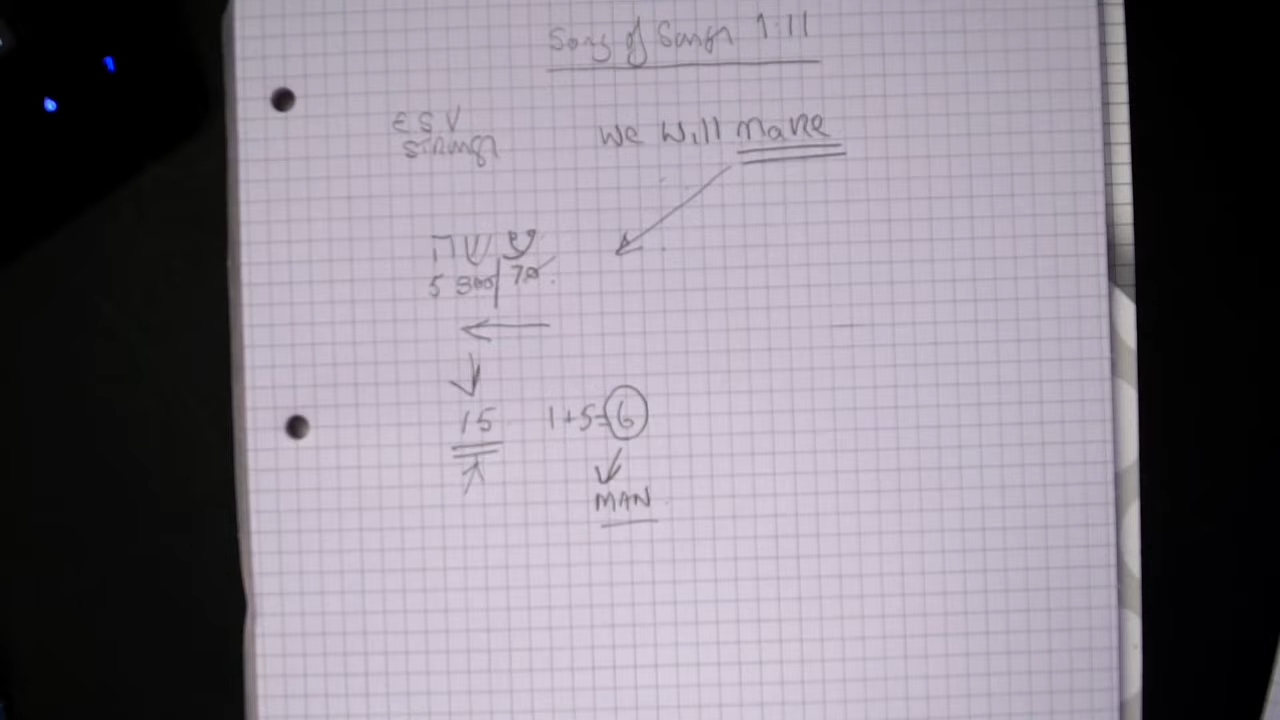 Song of Songs 1:11
ESV
Strongs
We Will make
עשה
5 300/70
15 1+5=6
MAN